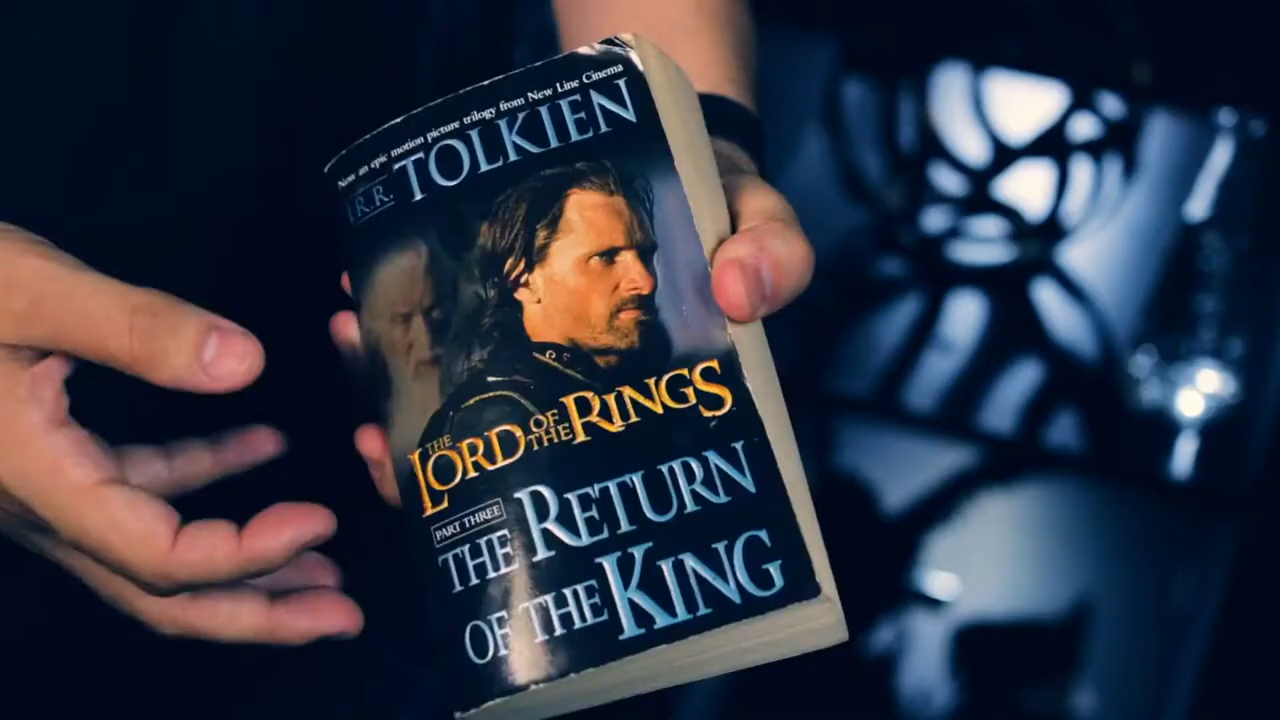 Now an epic motion picture trilogy from New Line Cinema
J.R.R. TOLKIEN
THE LORD OF THE RINGS
PART THREE
THE RETURN
OF THE KING